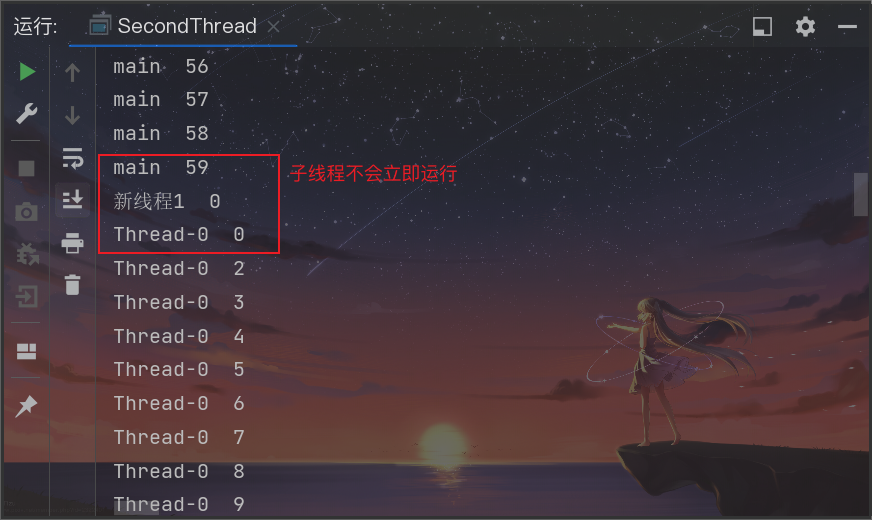 运行: SecondThread
main 56
main 57
main 58
main 59
子线程不会立即运行
新线程1 0
Thread-0 0
Thread-0 2
Thread-0 3
Thread-0 4
Thread-0 5
Thread-0 6
Thread-0 7
Thread-0 8
Thread-0 9